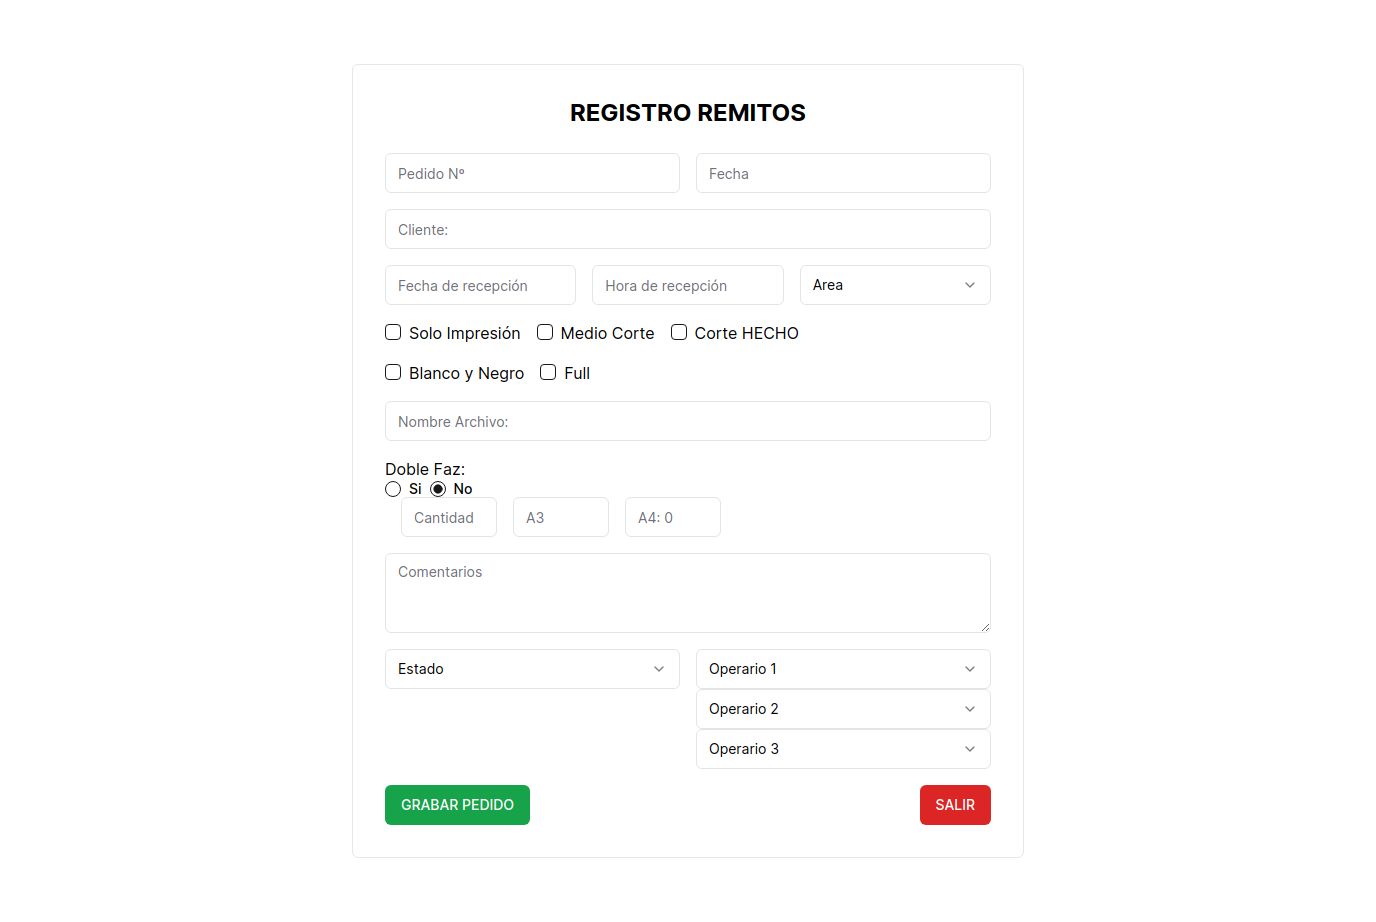 REGISTRO REMITOS
Pedido Nº Fecha
Cliente:
Fecha de recepción Hora de recepción Area
Solo Impresión Medio Corte Corte HECHO
Blanco y Negro Full
Nombre Archivo:
Doble Faz:
Si No
Cantidad A3 A4: 0
Comentarios
Estado Operario 1
Operario 2
Operario 3
GRABAR PEDIDO SALIR